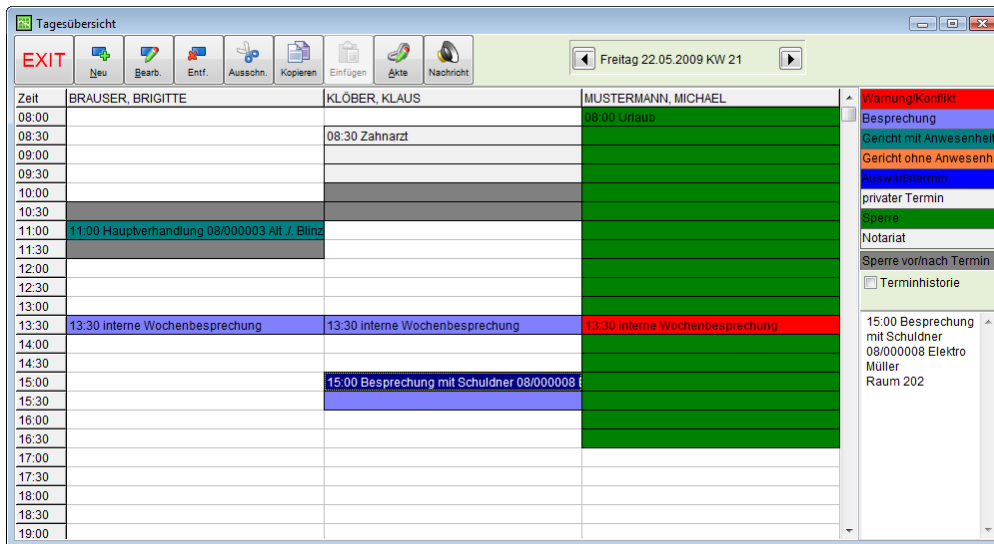 Tagesübersicht
EXIT Neu Bearb. Entf. Ausschn. Kopieren Einfügen Akte Nachricht Freitag 22.05.2009 KW 21
Zeit BRAUSER, BRIGITTE KLÖBER, KLAUS MUSTERMANN, MICHAEL
08:00 08:00 Urlaub
08:30 08:30 Zahnarzt
09:00
09:30
10:00
10:30
11:00 11:00 Hauptverhandlung 08/000003 Alt ./. Blinz
11:30
12:00
12:30
13:00
13:30 13:30 interne Wochenbesprechung 13:30 interne Wochenbesprechung 13:30 interne Wochenbesprechung
14:00
14:30
15:00 15:00 Besprechung mit Schuldner 08/000008 E
15:30
16:00
16:30
17:00
17:30
18:00
18:30
19:00
Warnung/Konflikt
Besprechung
Gericht mit Anwesenheit
Gericht ohne Anwesenh
Auswärtstermin
privater Termin
Sperre
Notariat
Sperre vor/nach Termin
Terminhistorie
15:00 Besprechung
mit Schuldner
08/000008 Elektro
Müller
Raum 202